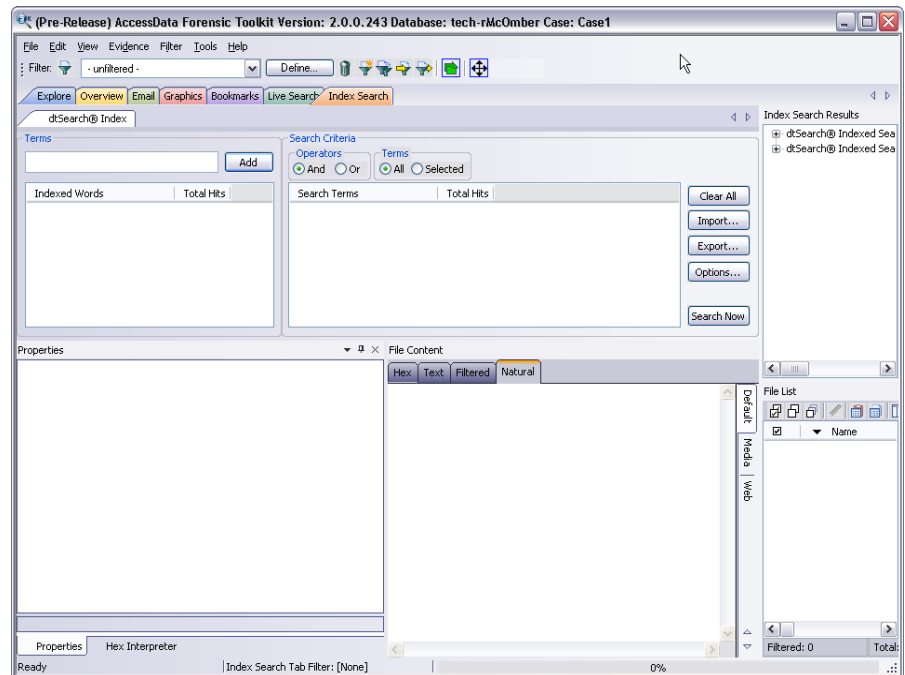 (Pre-Release) AccessData Forensic Toolkit Version: 2.0.0.243 Database: tech-rMcOmber Case: Case1
File Edit View Evidence Filter Tools Help
Filter: - unfiltered - Define...
Explore Overview Email Graphics Bookmarks Live Search Index Search
dtSearch® Index
Index Search Results
dtSearch® Indexed Sea
dtSearch® Indexed Sea
Terms
Add
Indexed Words Total Hits
Search Criteria
Operators
And Or
Terms
All Selected
Search Terms Total Hits
Clear All
Import...
Export...
Options...
Search Now
Properties
File Content
Hex Text Filtered Natural
Default
Media
Web
File List
Name
Properties Hex Interpreter
Filtered: 0 Total:
Ready Index Search Tab Filter: [None] 0%